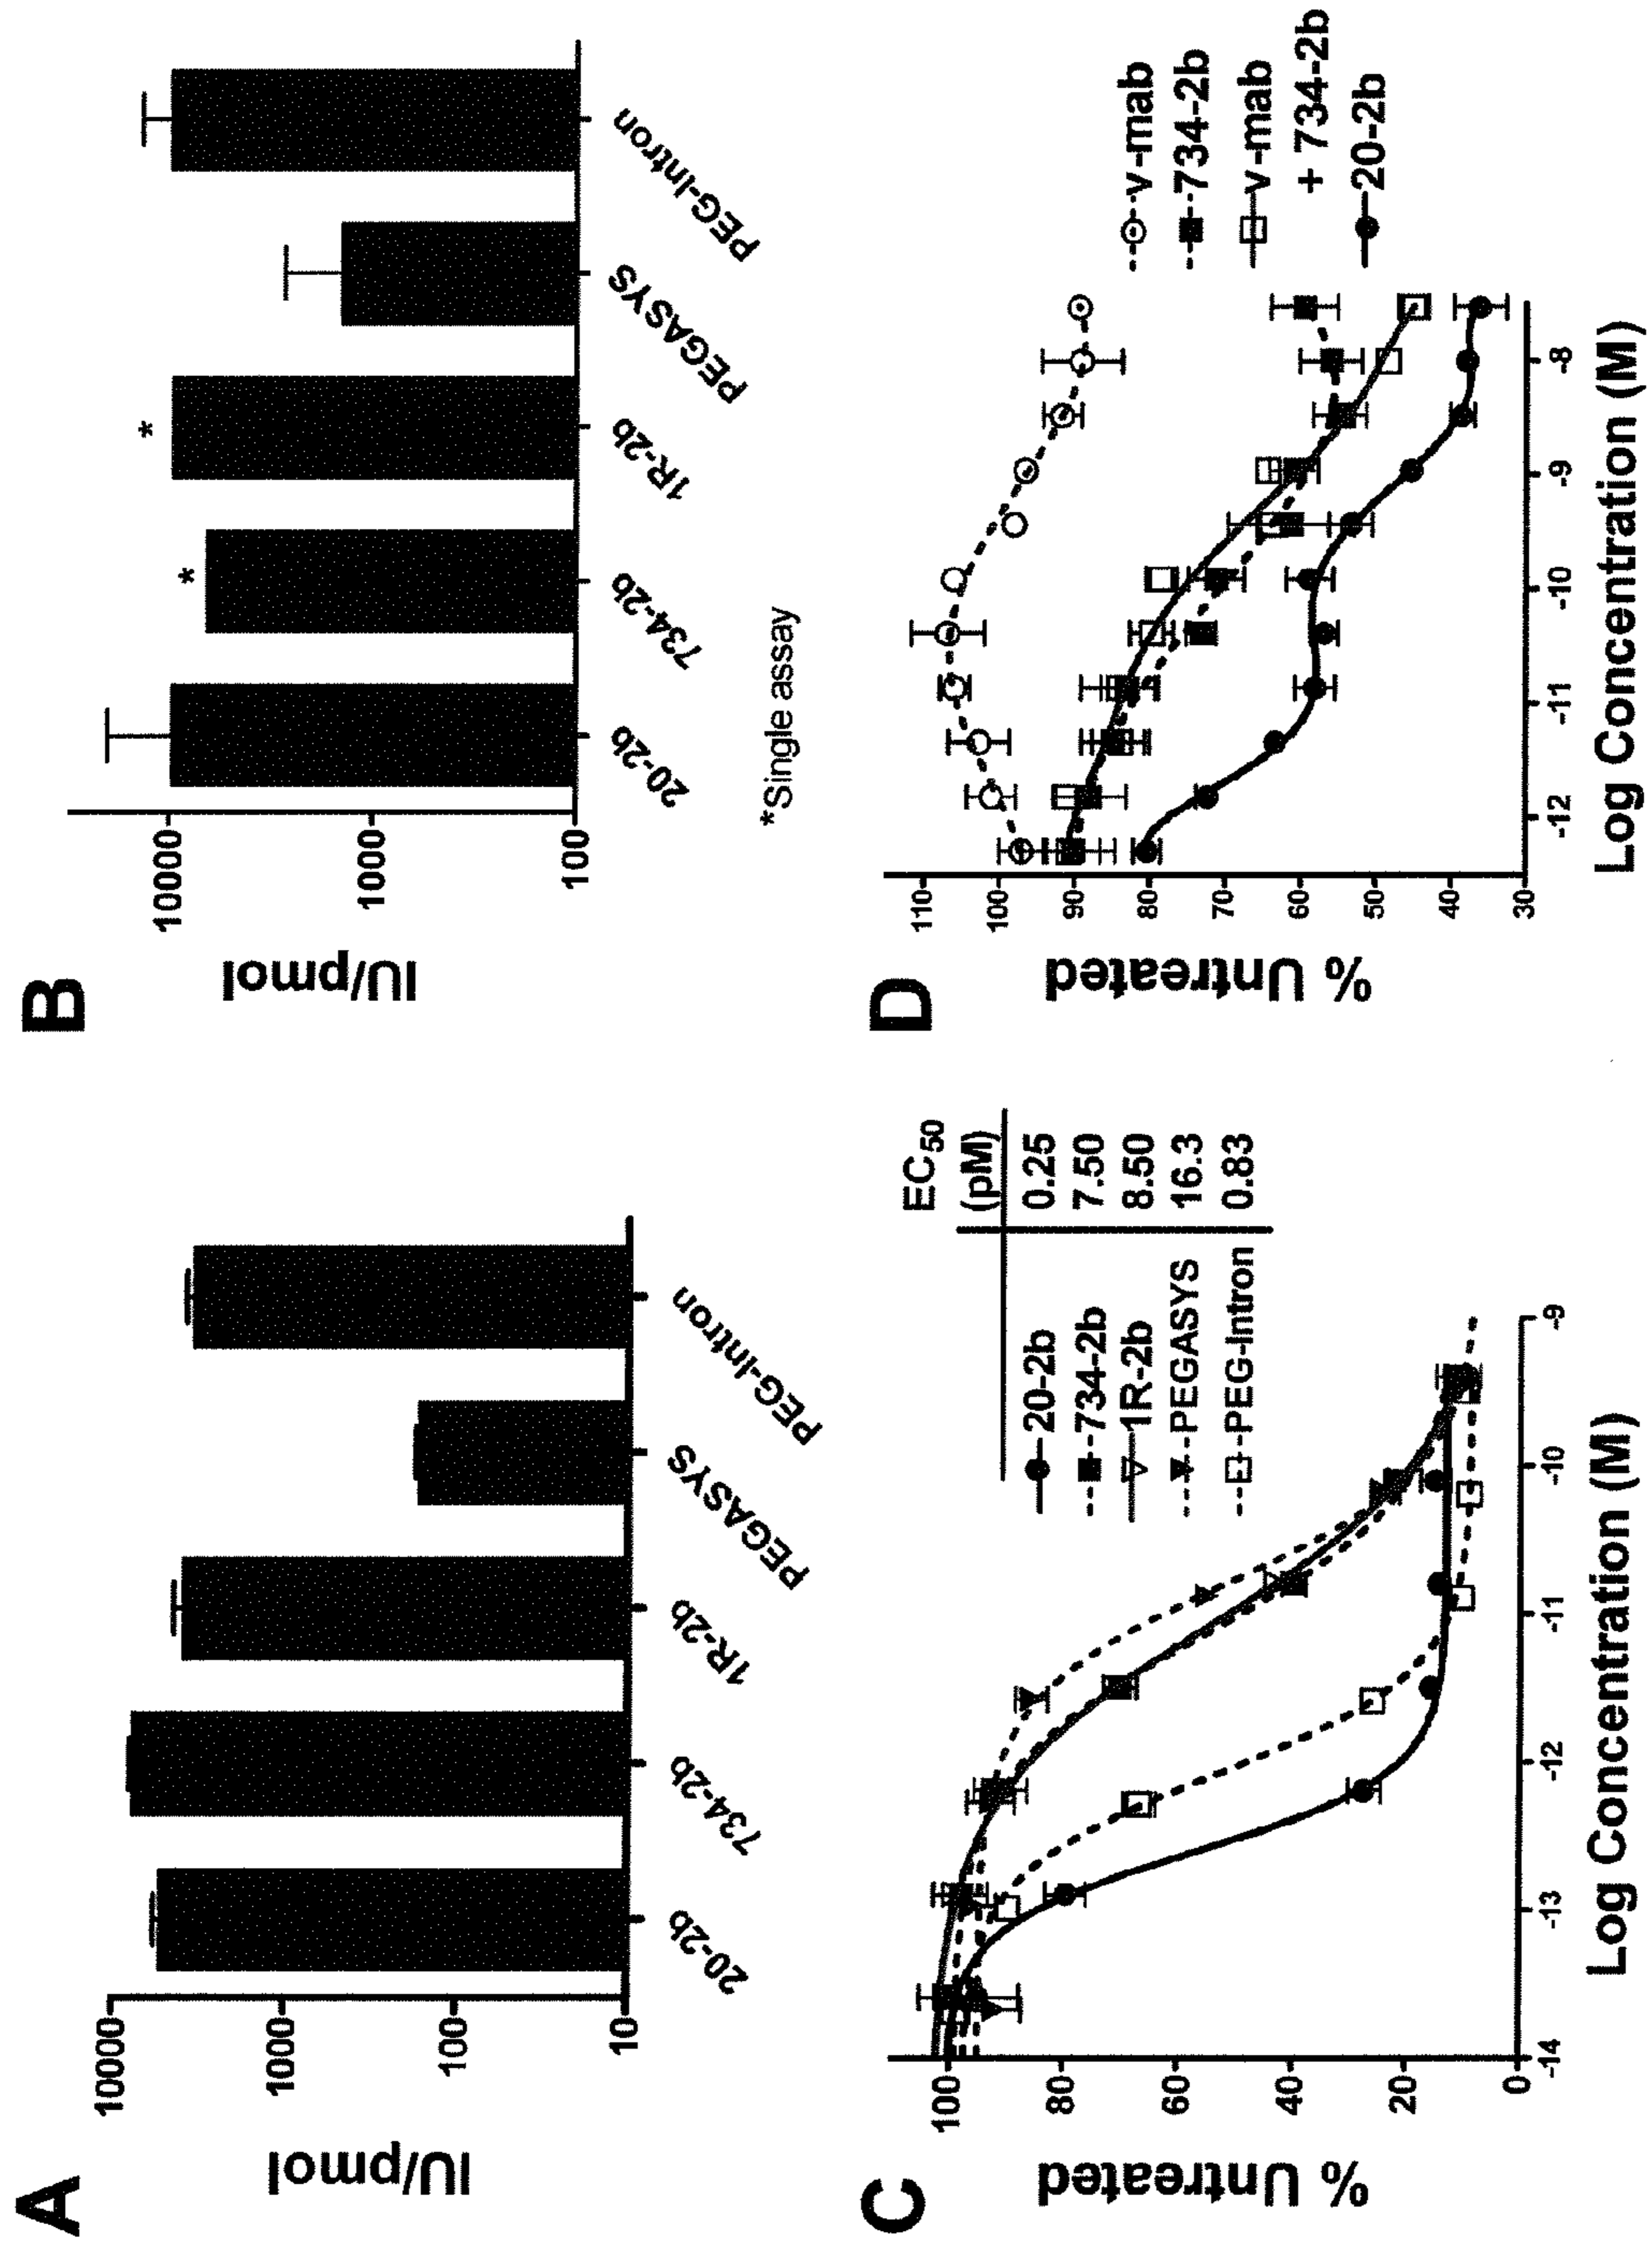 A
IU/pmol
10000
1000
100
10
20-2b
734-2b
1R-2b
PEGASYS
PEG-Intron
B
IU/pmol
10000
1000
100
*
*
20-2b
734-2b
1R-2b
PEGASYS
PEG-Intron
*Single assay
C
% Untreated
100
80
60
40
20
0
-14
-13
-12
-11
-10
-9
Log Concentration (M)
EC50
(pM)
20-2b 0.25
734-2b 7.50
1R-2b 8.50
PEGASYS 16.3
PEG-Intron 0.83
D
% Untreated
110
100
90
80
70
60
50
40
30
-12
-11
-10
-9
-8
Log Concentration (M)
v-mab
734-2b
v-mab
+ 734-2b
20-2b